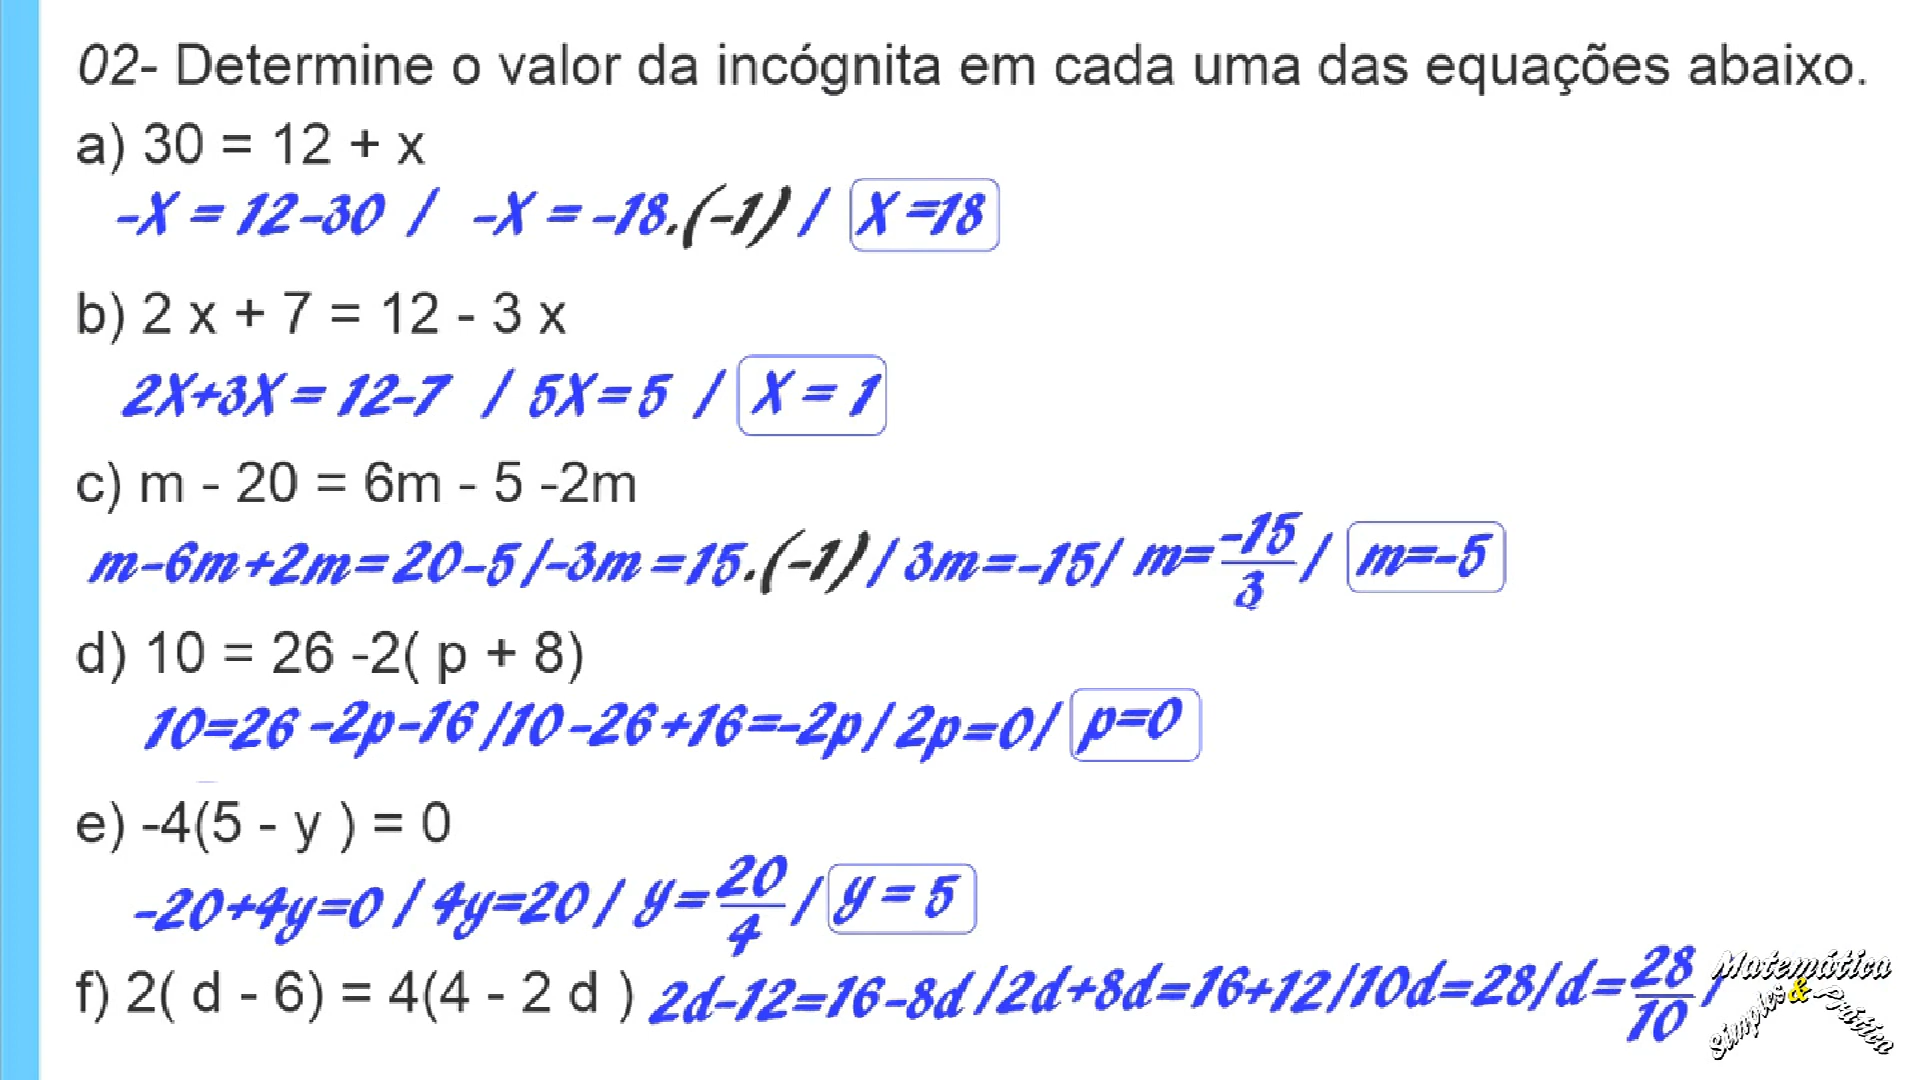 02- Determine o valor da incógnita em cada uma das equações abaixo.
a) 30 = 12 + x
-X = 12-30 / -X = -18.(-1) / X =18
b) 2 x + 7 = 12 - 3 x
2X+3X = 12-7 / 5X=5 / X = 1
c) m - 20 = 6m - 5 -2m
m-6m+2m=20-5/-3m=15.(-1)/3m=-15/ m=-15/3 / m=-5
d) 10 = 26 -2( p + 8)
10=26-2p-16/10-26+16=-2p/2p=0/ p=0
e) -4(5 - y ) = 0
-20+4y=0 / 4y=20 / y=20/4 / y = 5
f) 2( d - 6) = 4(4 - 2 d ) 2d-12=16-8d/2d+8d=16+12/10d=28/d=28/10 /
Matemática
Simples & Prática